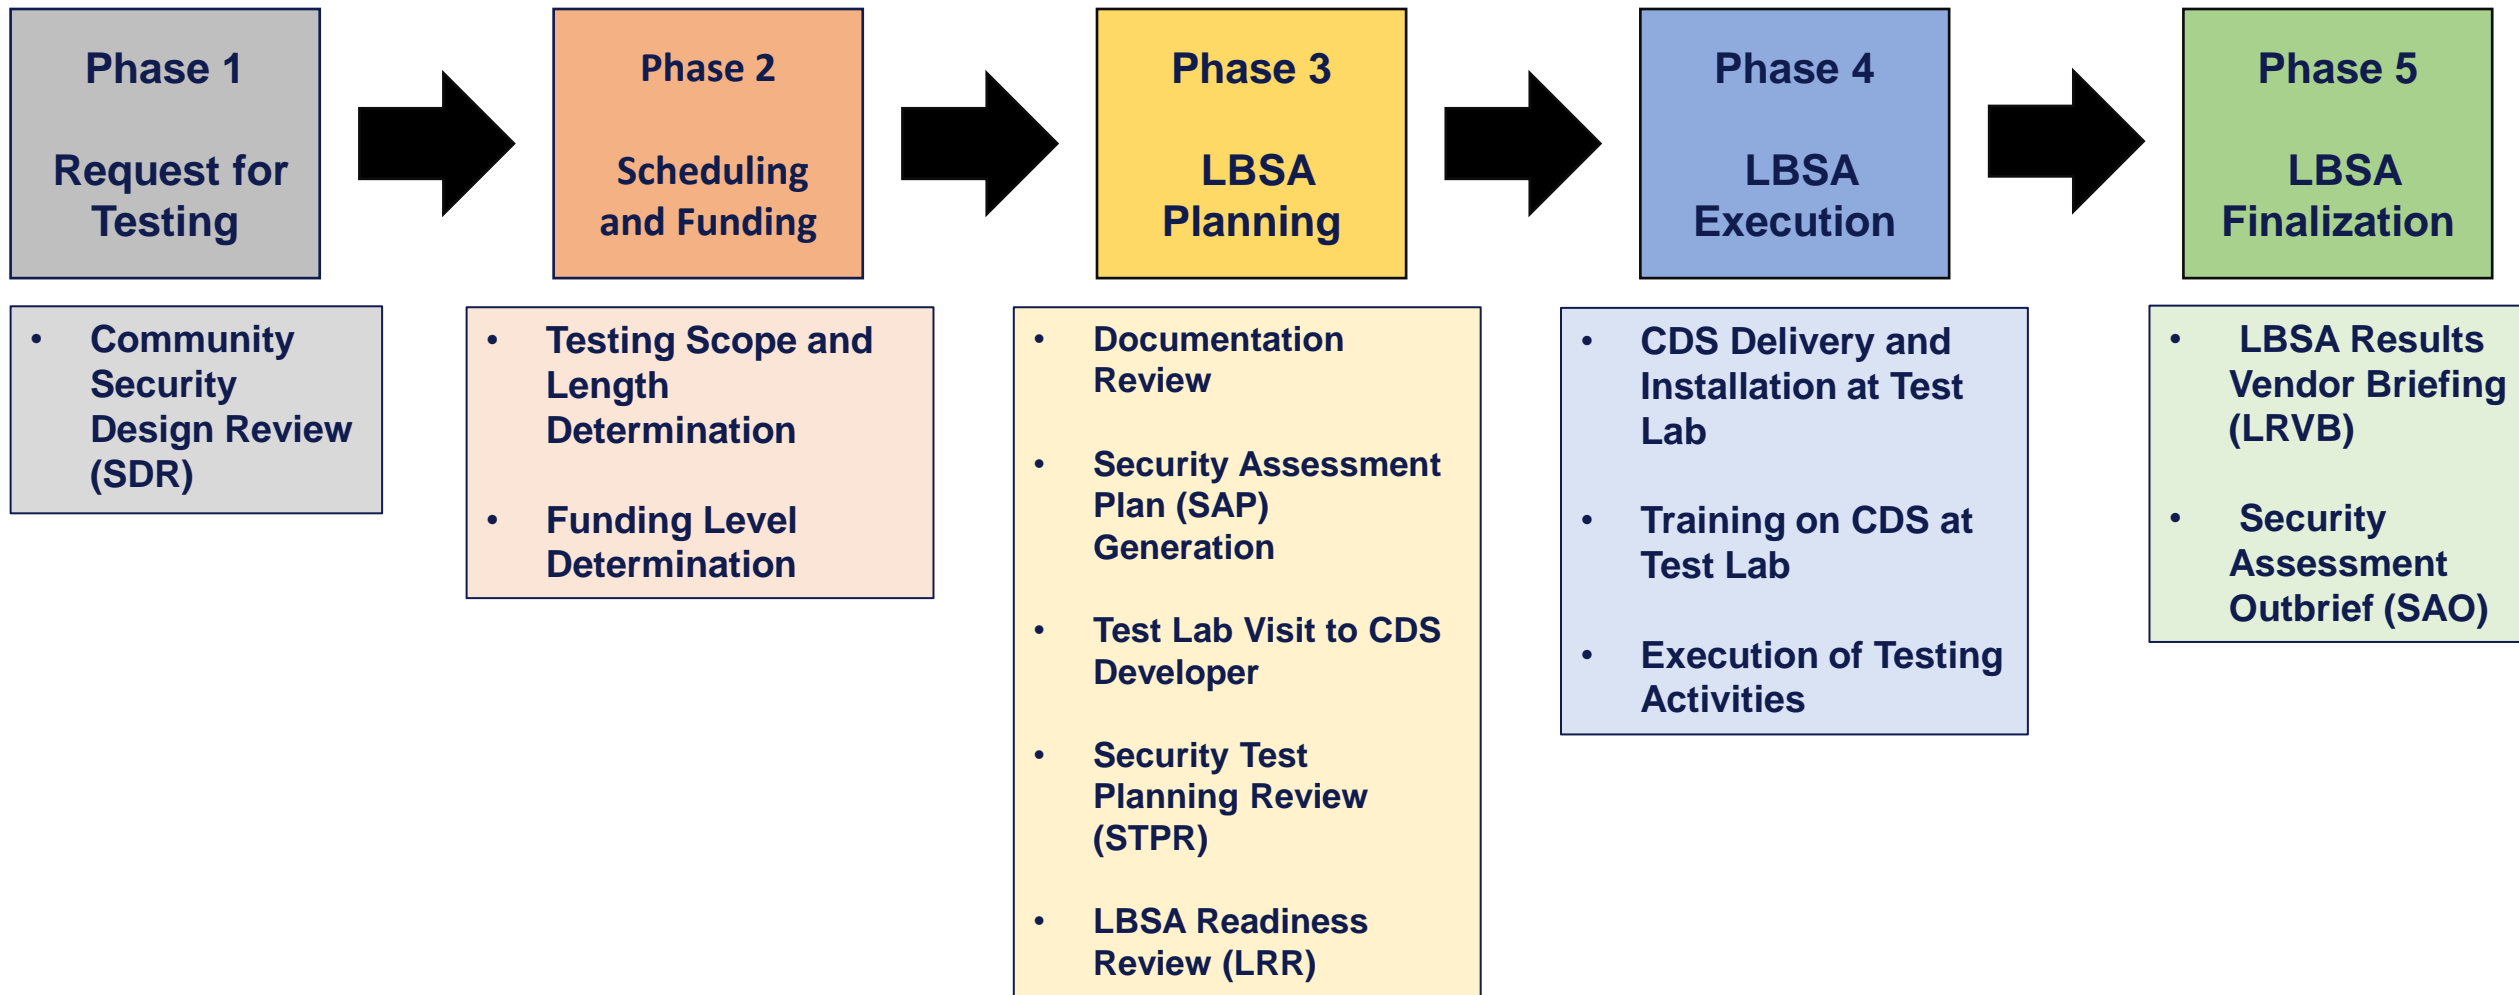 Phase 1
Request for
Testing
Phase 2
Scheduling
and Funding
Phase 3
LBSA
Planning
Phase 4
LBSA
Execution
Phase 5
LBSA
Finalization
• Community
Security
Design Review
(SDR)
• Testing Scope and
Length
Determination
• Funding Level
Determination
• Documentation
Review
• Security Assessment
Plan (SAP)
Generation
• Test Lab Visit to CDS
Developer
• Security Test
Planning Review
(STPR)
• LBSA Readiness
Review (LRR)
• CDS Delivery and
Installation at Test
Lab
• Training on CDS at
Test Lab
• Execution of Testing
Activities
• LBSA Results
Vendor Briefing
(LRVB)
• Security
Assessment
Outbrief (SAO)